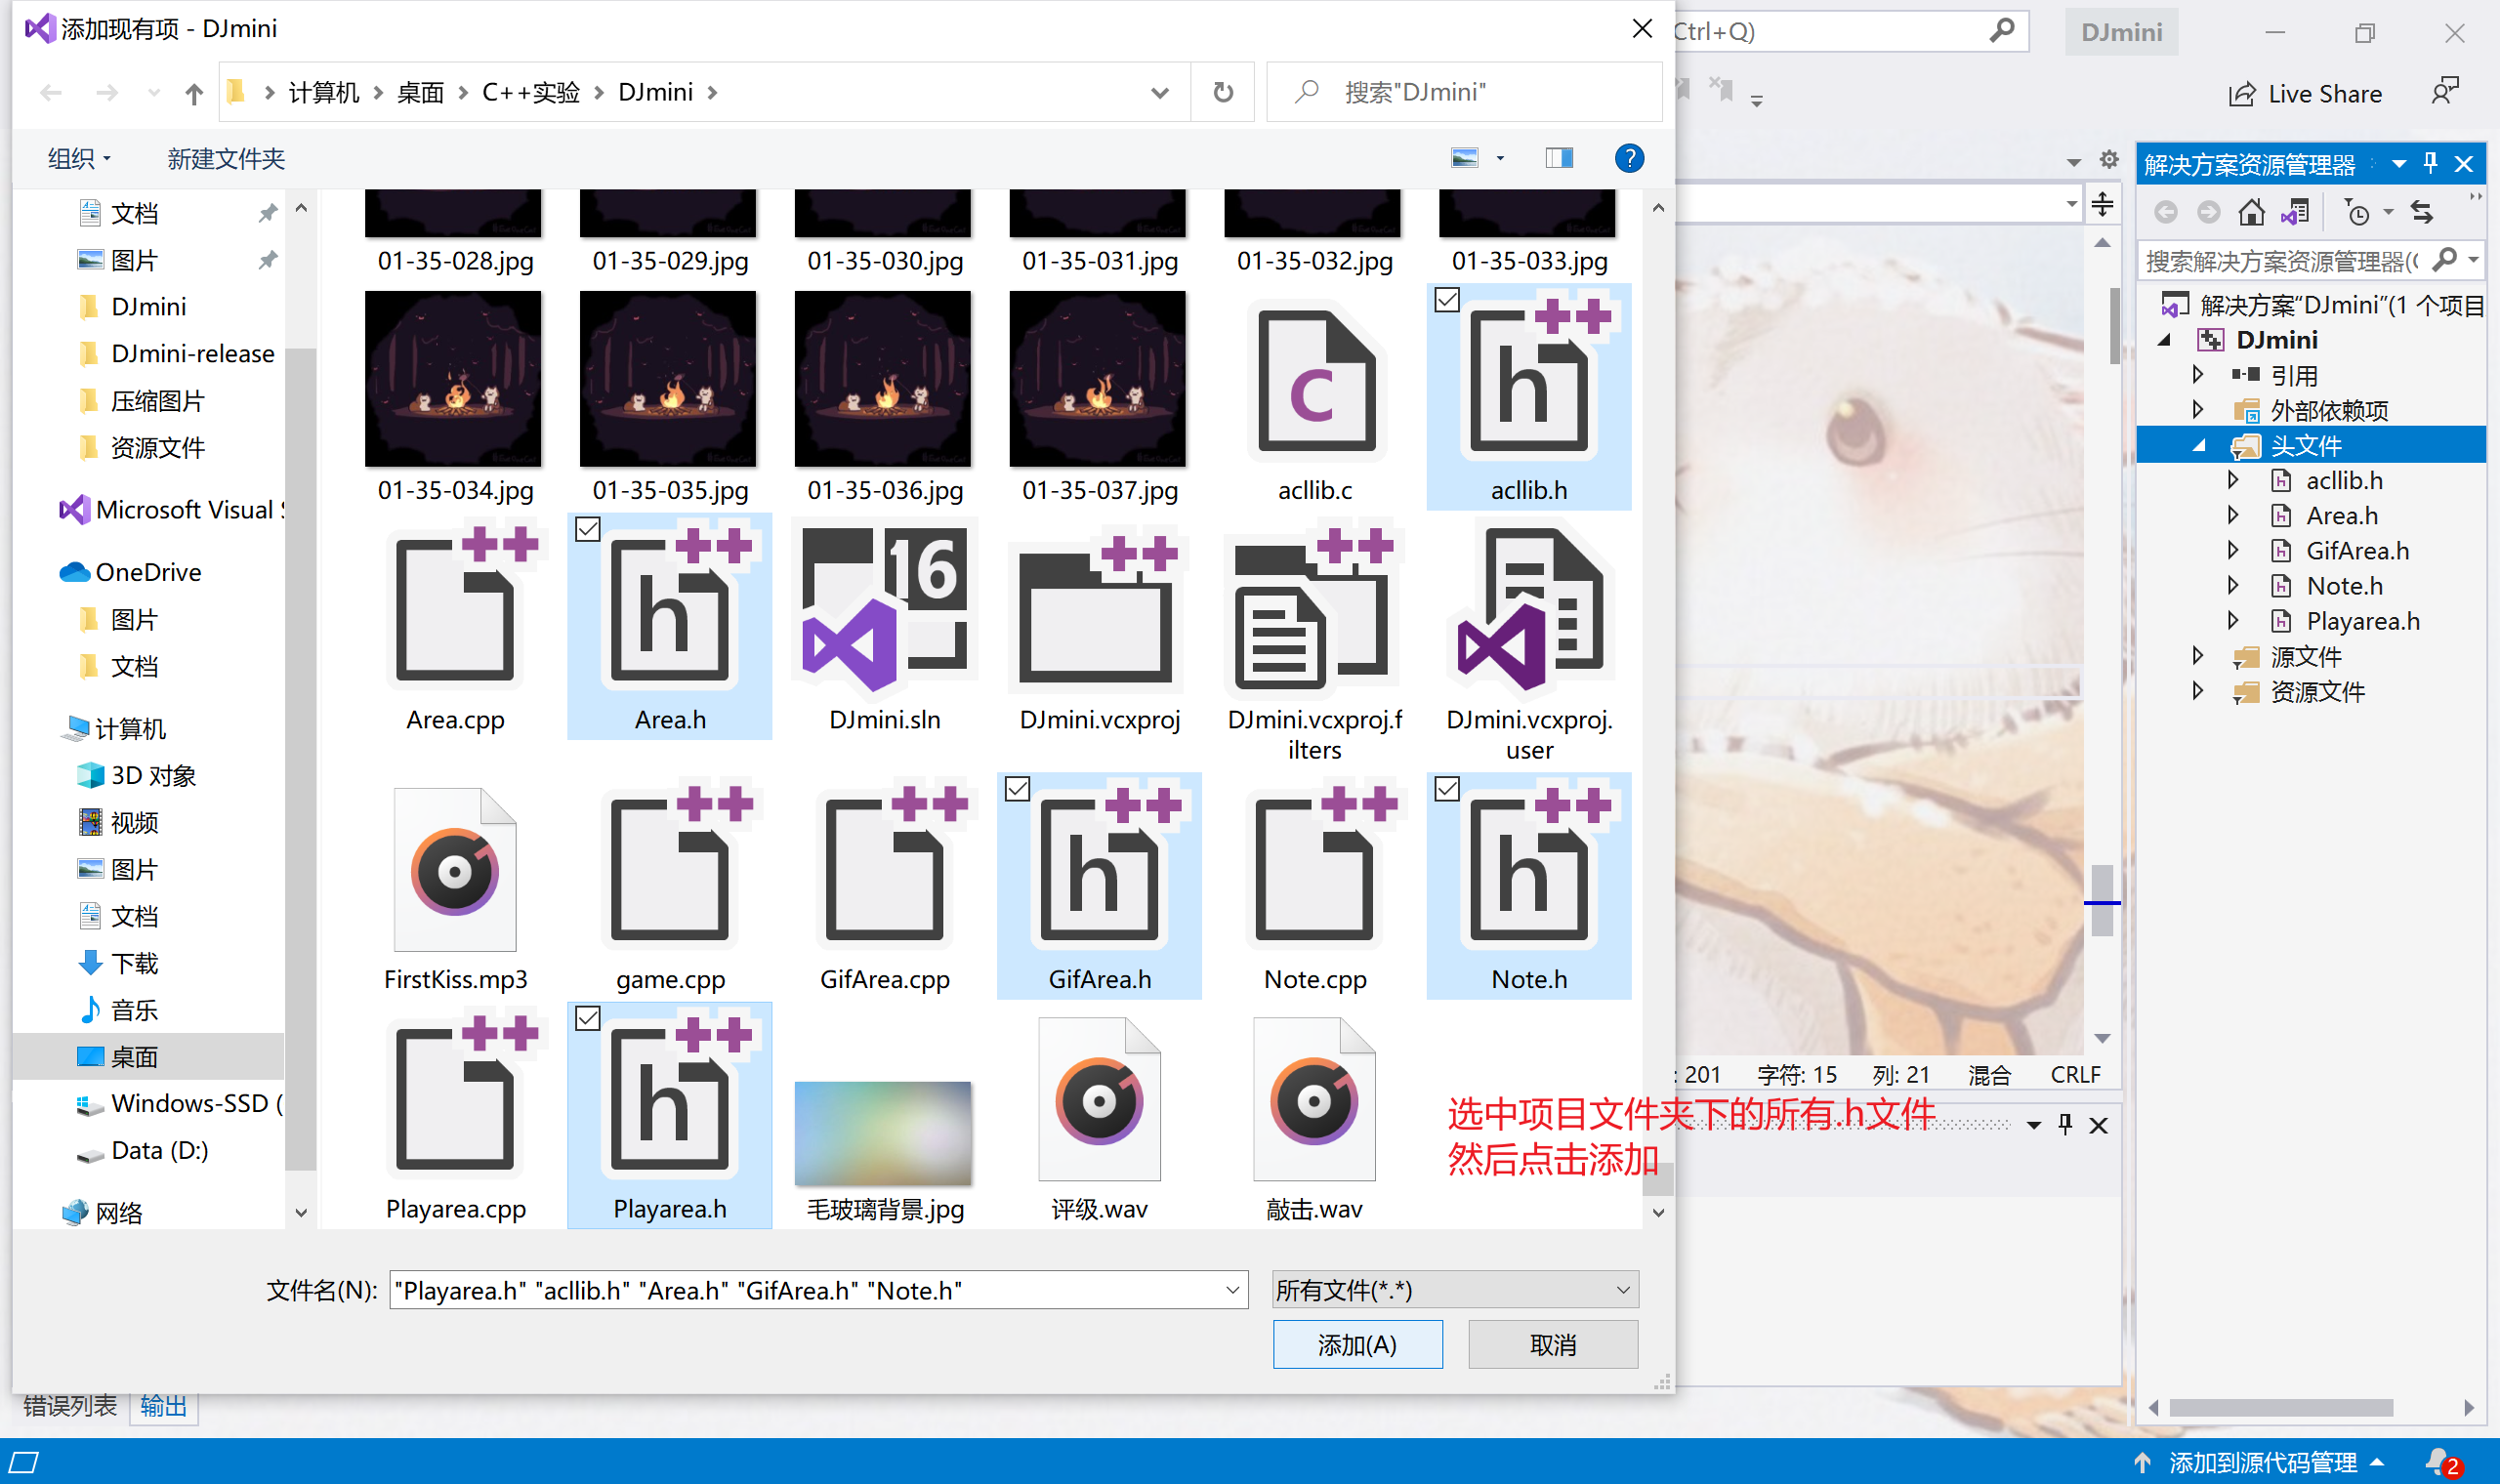 添加现有项 - DJmini
Ctrl+Q)
DJmini
计算机
桌面
C++实验
DJmini
搜索"DJmini"
Live Share
组织
新建文件夹
文档
图片
DJmini
DJmini-release
压缩图片
资源文件
Microsoft Visual
OneDrive
图片
文档
计算机
3D 对象
视频
图片
文档
下载
音乐
桌面
Windows-SSD (
Data (D:)
网络
01-35-028.jpg
01-35-029.jpg
01-35-030.jpg
01-35-031.jpg
01-35-032.jpg
01-35-033.jpg
01-35-034.jpg
01-35-035.jpg
01-35-036.jpg
01-35-037.jpg
acllib.c
acllib.h
Area.cpp
Area.h
DJmini.sln
DJmini.vcxproj
DJmini.vcxproj.f
ilters
DJmini.vcxproj.
user
FirstKiss.mp3
game.cpp
GifArea.cpp
GifArea.h
Note.cpp
Note.h
Playarea.cpp
Playarea.h
毛玻璃背景.jpg
评级.wav
敲击.wav
选中项目文件夹下的所有.h文件
然后点击添加
文件名(N):
"Playarea.h" "acllib.h" "Area.h" "GifArea.h" "Note.h"
所有文件(*.*)
添加(A)
取消
: 201
字符: 15
列: 21
混合
CRLF
解决方案资源管理器
搜索解决方案资源管理器(
解决方案"DJmini"(1 个项目
DJmini
引用
外部依赖项
头文件
acllib.h
Area.h
GifArea.h
Note.h
Playarea.h
源文件
资源文件
错误列表
输出
添加到源代码管理
2